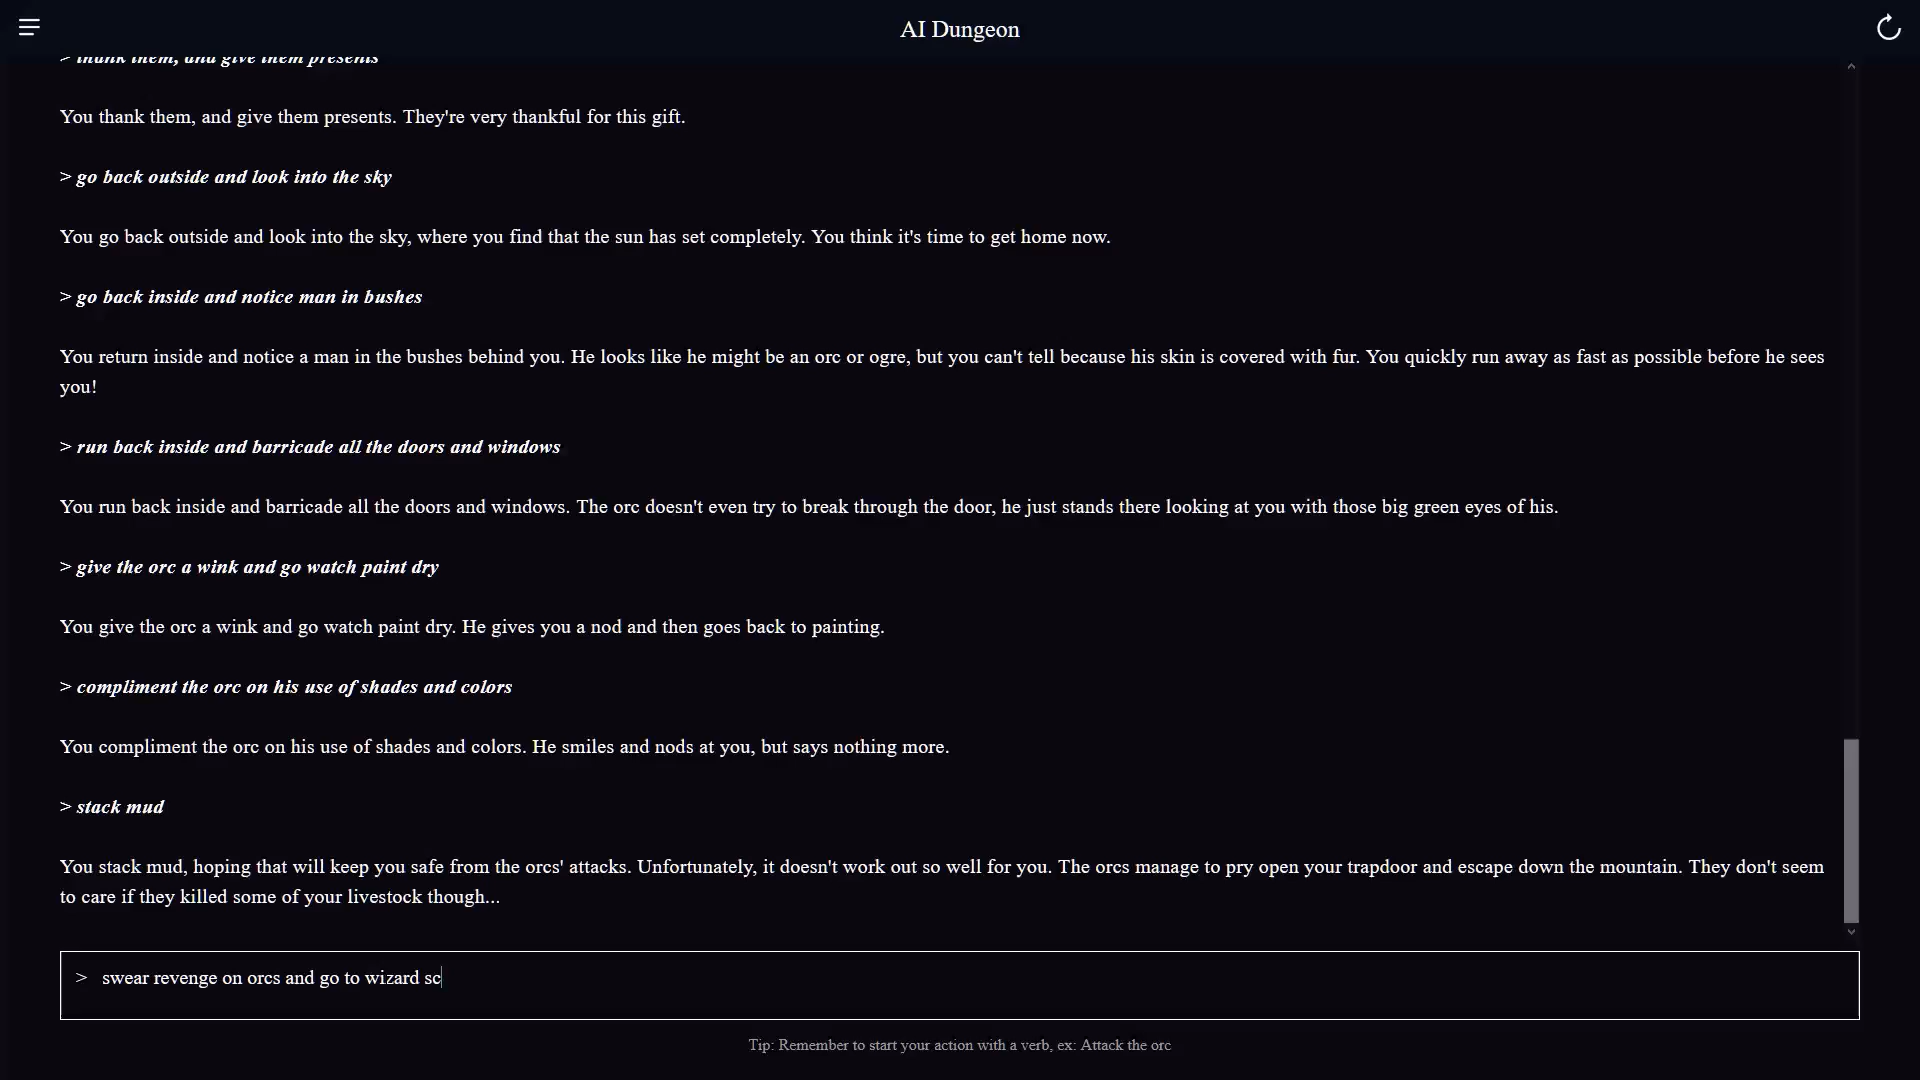 AI Dungeon
> thank them, and give them presents
You thank them, and give them presents. They're very thankful for this gift.
> go back outside and look into the sky
You go back outside and look into the sky, where you find that the sun has set completely. You think it's time to get home now.
> go back inside and notice man in bushes
You return inside and notice a man in the bushes behind you. He looks like he might be an orc or ogre, but you can't tell because his skin is covered with fur. You quickly run away as fast as possible before he sees
you!
> run back inside and barricade all the doors and windows
You run back inside and barricade all the doors and windows. The orc doesn't even try to break through the door, he just stands there looking at you with those big green eyes of his.
> give the orc a wink and go watch paint dry
You give the orc a wink and go watch paint dry. He gives you a nod and then goes back to painting.
> compliment the orc on his use of shades and colors
You compliment the orc on his use of shades and colors. He smiles and nods at you, but says nothing more.
> stack mud
You stack mud, hoping that will keep you safe from the orcs' attacks. Unfortunately, it doesn't work out so well for you. The orcs manage to pry open your trapdoor and escape down the mountain. They don't seem
to care if they killed some of your livestock though...
> swear revenge on orcs and go to wizard sc
Tip: Remember to start your action with a verb, ex: Attack the orc